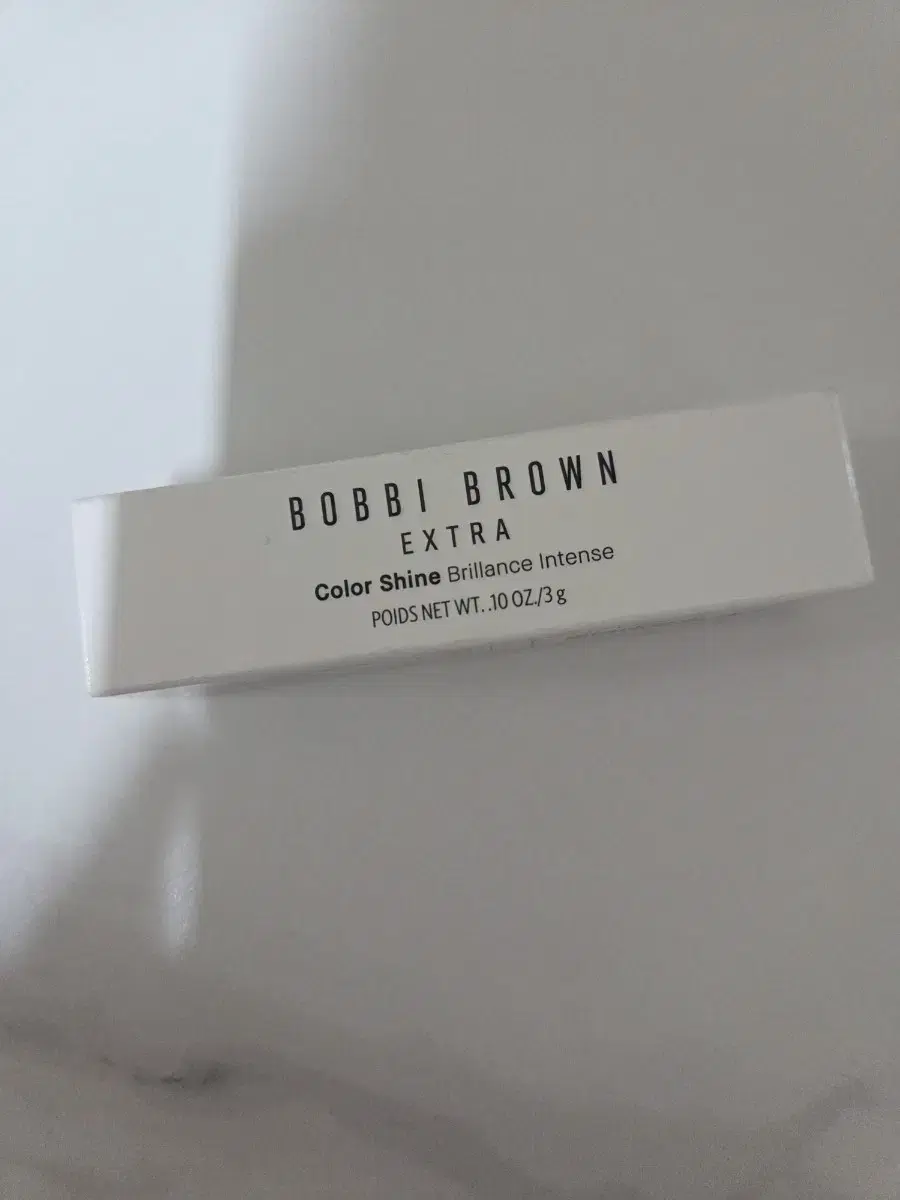 BOBBI BROWN
EXTRA
Color Shine Brillance Intense
POIDS NET WT. .10 OZ./3 g